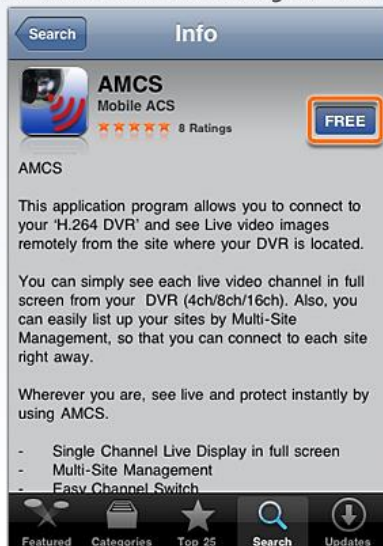 Search
Info
AMCS
Mobile ACS
8 Ratings
FREE
AMCS
This application program allows you to connect to
your 'H.264 DVR' and see Live video images
remotely from the site where your DVR is located.
You can simply see each live video channel in full
screen from your DVR (4ch/8ch/16ch). Also, you
can easily list up your sites by Multi-Site
Management, so that you can connect to each site
right away.
Wherever you are, see live and protect instantly by
using AMCS.
- Single Channel Live Display in full screen
- Multi-Site Management
- Easy Channel Switch
Featured Categories Top 25 Search Updates